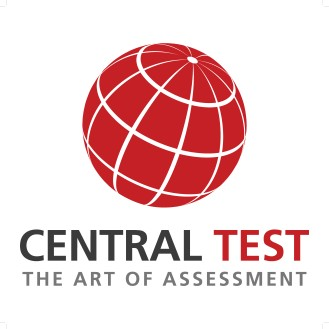 CENTRAL TEST
THE ART OF ASSESSMENT